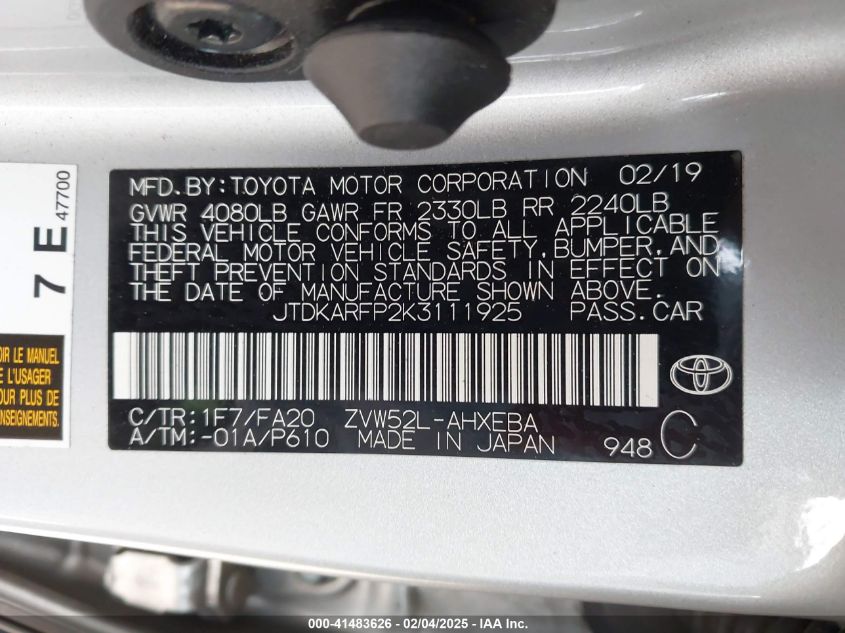 MFD.BY:TOYOTA MOTOR CORPORATION 02/19
GVWR 4080LB GAWR FR 2330LB RR 2240LB
THIS VEHICLE CONFORMS TO ALL APPLICABLE
FEDERAL MOTOR VEHICLE SAFETY,BUMPER,AND
THEFT PREVENTION STANDARDS IN EFFECT ON
THE DATE OF MANUFACTURE SHOWN ABOVE.
JTDKARFP2K3111925 PASS.CAR
C/TR:1F7/FA20 ZVW52L-AHXEBA
A/TM:-01A/P610 MADE IN JAPAN 948 C
7 E 47700
OIR LE MANUEL
L'USAGER
OUR PLUS DE
ENSEIGNEMENTS
000-41483626 - 02/04/2025 - IAA Inc.